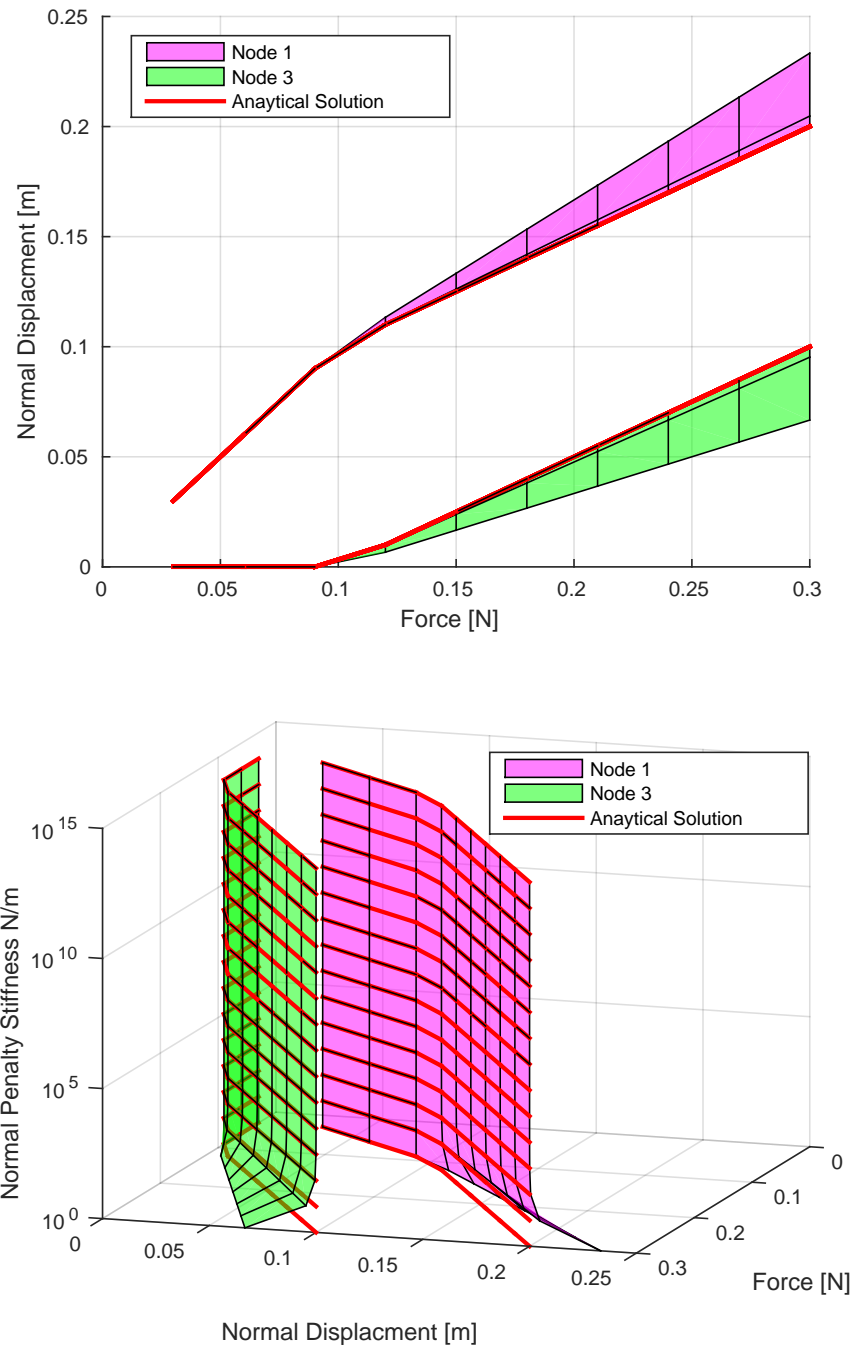 0.25
0.2
0.15
0.1
0.05
0
Normal Displacment [m]
Node 1
Node 3
Anaytical Solution
0 0.05 0.1 0.15 0.2 0.25 0.3
Force [N]
Node 1
Node 3
Anaytical Solution
10^15
10^10
10^5
10^0
Normal Penalty Stiffness N/m
0 0.05 0.1 0.15 0.2 0.25
Normal Displacment [m]
0
0.1
0.2
0.3
Force [N]